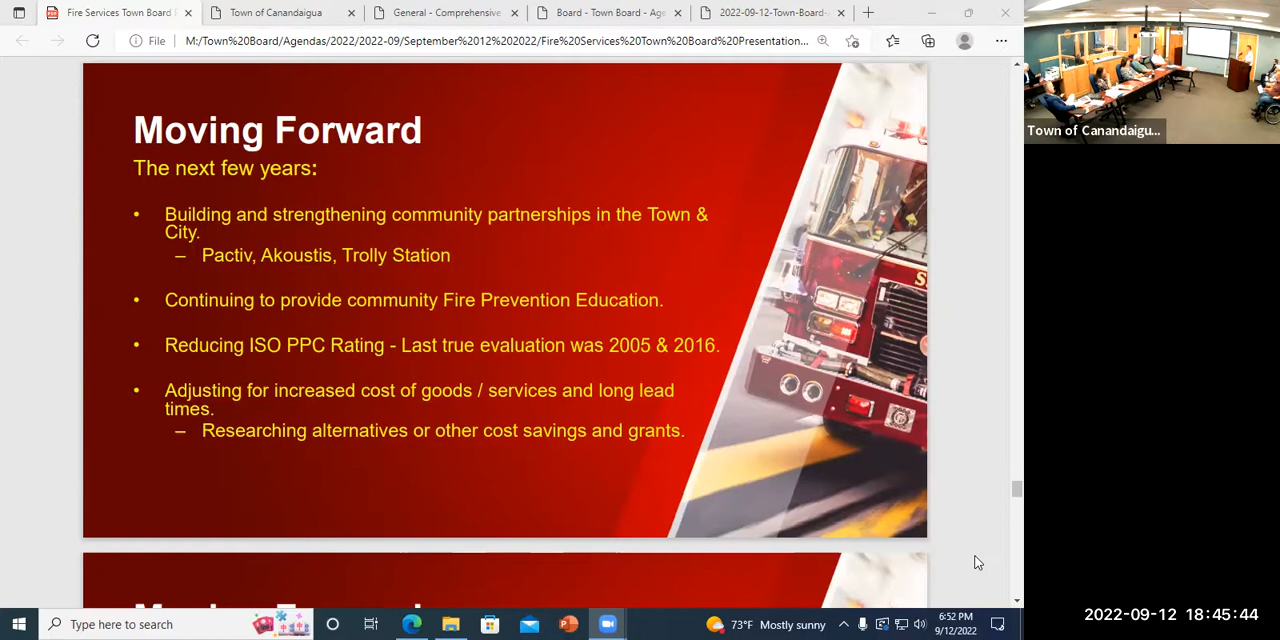 Fire Services Town Board
Town of Canandaigua
General - Comprehensive
Board - Town Board - Age
2022-09-12-Town-Board-
File
M:/Town%20Board/Agendas/2022/2022-09/September%2012%202022/Fire%20Services%20Town%20Board%20Presentation...
Moving Forward
The next few years:
• Building and strengthening community partnerships in the Town &
City.
– Pactiv, Akoustis, Trolly Station
• Continuing to provide community Fire Prevention Education.
• Reducing ISO PPC Rating - Last true evaluation was 2005 & 2016.
• Adjusting for increased cost of goods / services and long lead
times.
– Researching alternatives or other cost savings and grants.
Town of Canandaigu...
Type here to search
73°F Mostly sunny
6:52 PM
9/12/2022
2022-09-12 18:45:44